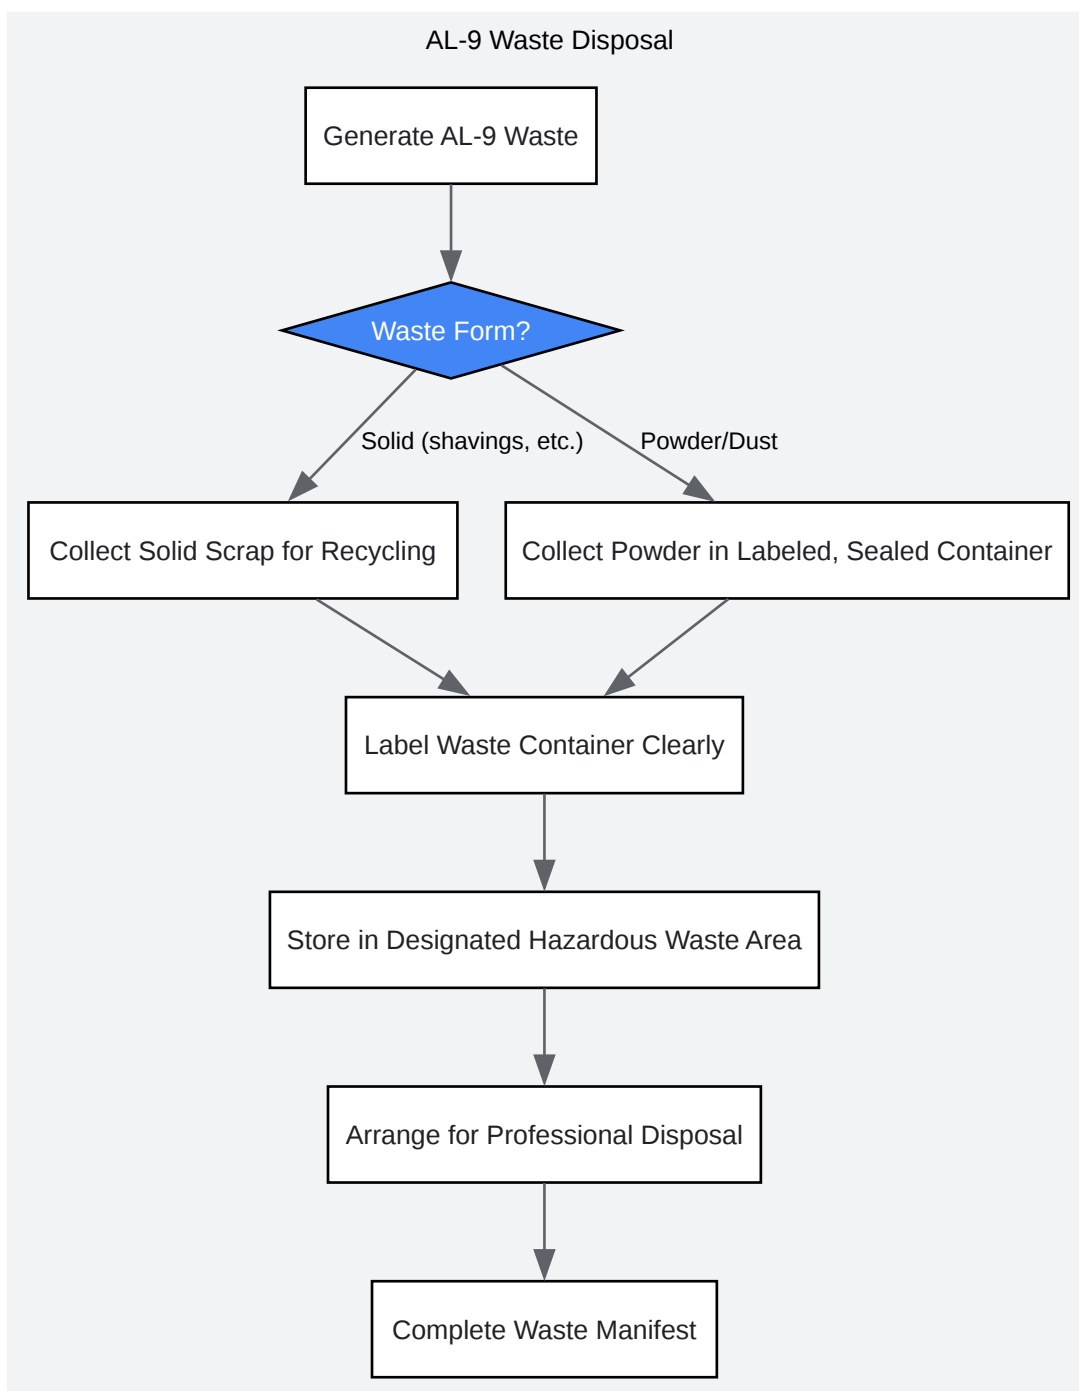 AL-9 Waste Disposal
Generate AL-9 Waste
Waste Form?
Solid (shavings, etc.)
Powder/Dust
Collect Solid Scrap for Recycling
Collect Powder in Labeled, Sealed Container
Label Waste Container Clearly
Store in Designated Hazardous Waste Area
Arrange for Professional Disposal
Complete Waste Manifest